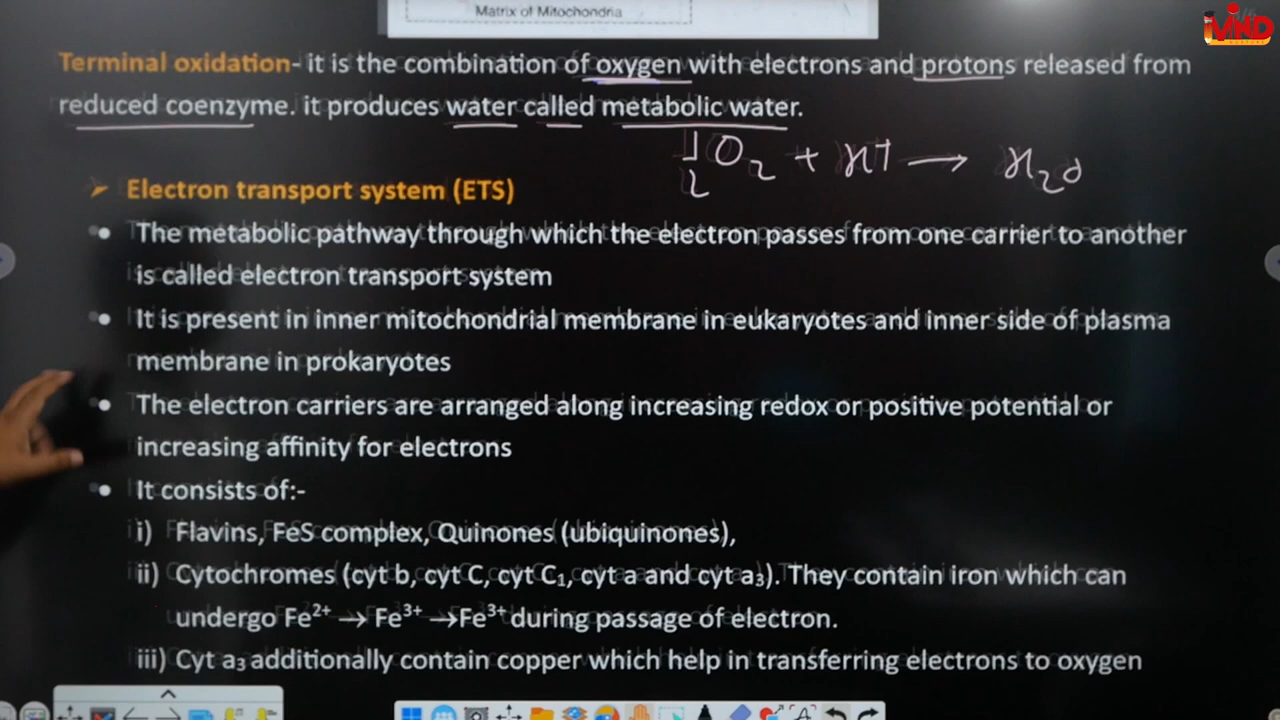 Matrix of Mitochondria
MIND
Terminal oxidation- it is the combination of oxygen with electrons and protons released from
reduced coenzyme. it produces water called metabolic water.
1/2 O₂ + H+ → H₂O
➤ Electron transport system (ETS)
• The metabolic pathway through which the electron passes from one carrier to another
is called electron transport system
• It is present in inner mitochondrial membrane in eukaryotes and inner side of plasma
membrane in prokaryotes
• The electron carriers are arranged along increasing redox or positive potential or
increasing affinity for electrons
• It consists of:-
i) Flavins, FeS complex, Quinones (ubiquinones),
ii) Cytochromes (cyt b, cyt C, cyt C₁, cyt a and cyt a₃). They contain iron which can
undergo Fe²⁺ → Fe³⁺ →Fe³⁺ during passage of electron.
iii) Cyt a₃ additionally contain copper which help in transferring electrons to oxygen